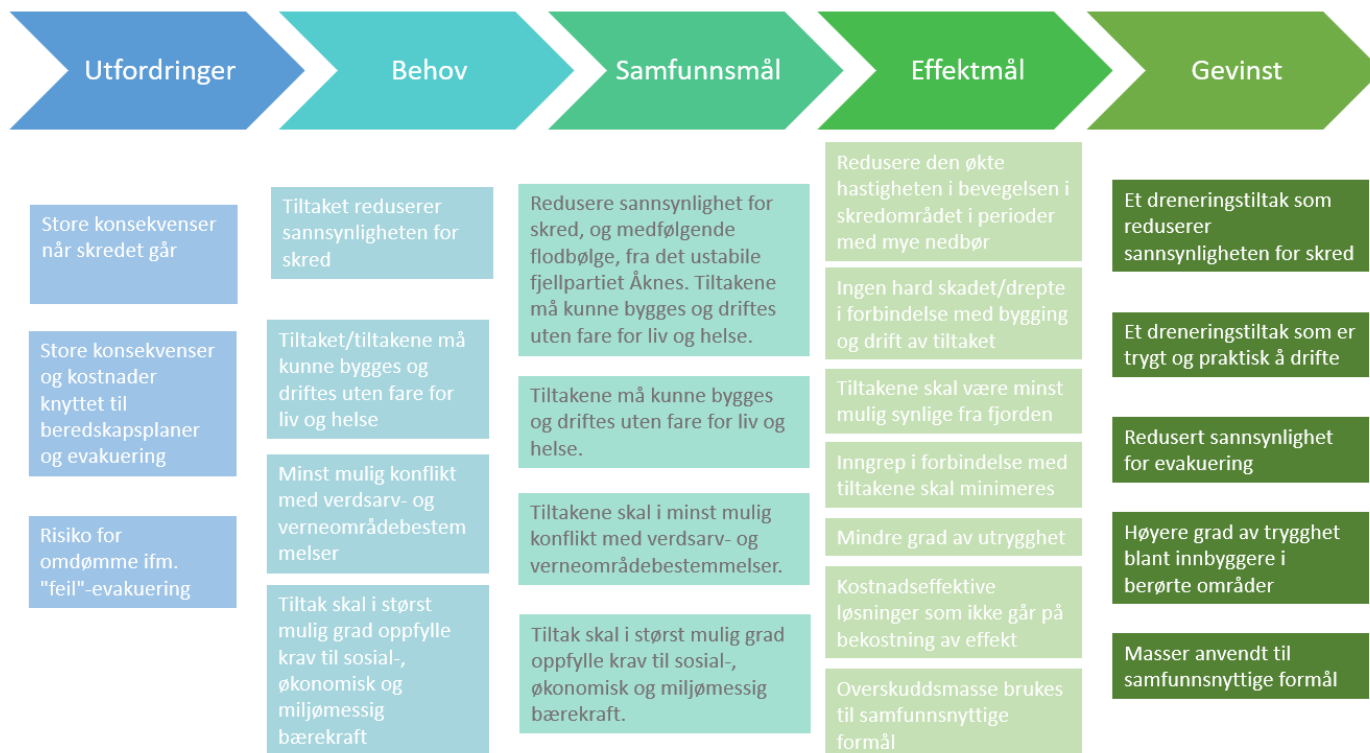 Utfordringer
Behov
Samfunnsmål
Effektmål
Gevinst
Store konsekvenser
når skredet går
Store konsekvenser
og kostnader
knyttet til
beredskapsplaner
og evakuering
Risiko for
omdømme ifm.
"feil"-evakuering
Tiltaket reduserer
sannsynligheten for
skred
Tiltaket/tiltakene må
kunne bygges og
driftes uten fare for
liv og helse
Minst mulig konflikt
med verdsarv- og
verneområdebestem
melser
Tiltak skal i størst
mulig grad oppfylle
krav til sosial-,
økonomisk og
miljømessig
bærekraft
Redusere sannsynlighet for
skred, og medfølgende
flodbølge, fra det ustabile
fjellpartiet Åknes. Tiltakene
må kunne bygges og driftes
uten fare for liv og helse.
Tiltakene må kunne bygges
og driftes uten fare for liv og
helse.
Tiltakene skal i minst mulig
konflikt med verdsarv- og
verneområdebestemmelser.
Tiltak skal i størst mulig grad
oppfylle krav til sosial-,
økonomisk og miljømessig
bærekraft.
Redusere den økte
hastigheten i bevegelsen i
skredområdet i perioder
med mye nedbør
Ingen hard skadet/drepte
i forbindelse med bygging
og drift av tiltaket
Tiltakene skal være minst
mulig synlige fra fjorden
Inngrep i forbindelse med
tiltakene skal minimeres
Mindre grad av utrygghet
Kostnadseffektive
løsninger som ikke går på
bekostning av effekt
Overskuddsmasse brukes
til samfunnsnyttige
formål
Et dreneringstiltak som
reduserer
sannsynligheten for skred
Et dreneringstiltak som er
trygt og praktisk å drifte
Redusert sannsynlighet
for evakuering
Høyere grad av trygghet
blant innbyggere i
berørte områder
Masser anvendt til
samfunnsnyttige formål